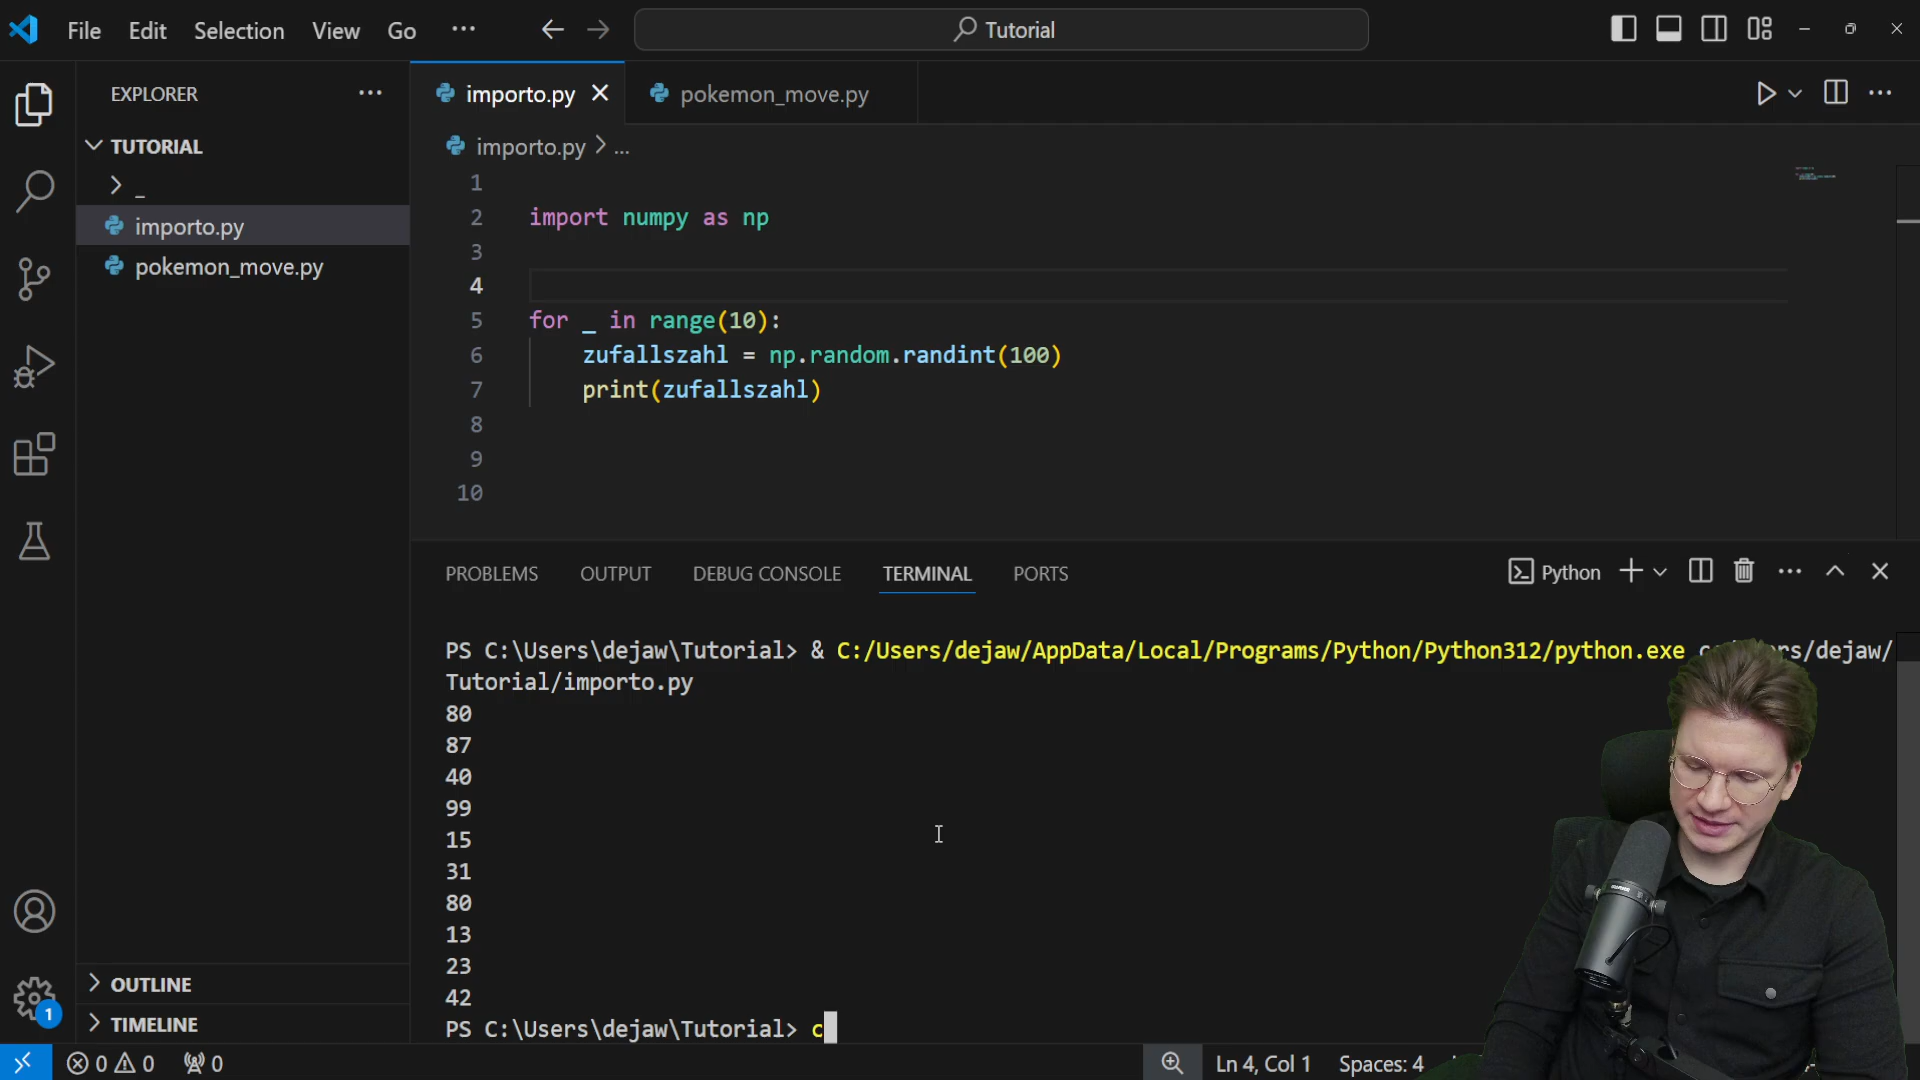 File Edit Selection View Go ··· Tutorial
EXPLORER ···
TUTORIAL
_
importo.py
pokemon_move.py
OUTLINE
TIMELINE
importo.py pokemon_move.py
importo.py > ...
1
2 import numpy as np
3
4
5 for _ in range(10):
6 zufallszahl = np.random.randint(100)
7 print(zufallszahl)
8
9
10
PROBLEMS OUTPUT DEBUG CONSOLE TERMINAL PORTS Python
PS C:\Users\dejaw\Tutorial> & C:/Users/dejaw/AppData/Local/Programs/Python/Python312/python.exe /dejaw/
Tutorial/importo.py
80
87
40
99
15
31
80
13
23
42
PS C:\Users\dejaw\Tutorial> c
1
0 0 0 Ln 4, Col 1 Spaces: 4